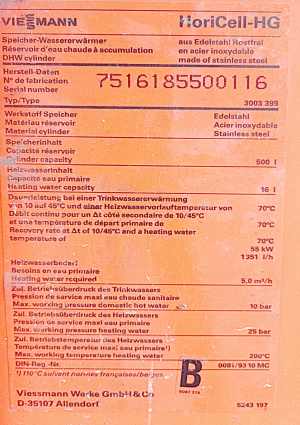 VIESMANN HoriCell-HG
Speicher-Wassererwärmer aus Edelstahl Rostfrei
Réservoir d'eau chaude à accumulation en acier inoxydable
DHW cylinder made of stainless steel
Herstell-Daten
N° de fabrication 7516185500116
Serial number
Typ/Type 3003 399
Werkstoff Speicher Edelstahl
Matériau réservoir Acier inoxydable
Material cylinder Stainless steel
Speicherinhalt
Capacité réservoir
Cylinder capacity 500 l
Heizwasserinhalt
Capacité eau primaire
Heating water capacity 16 l
Dauerleistung bei einer Trinkwassererwärmung
von 10 auf 45°C und einer Heizwasservorlauftemperatur von 70°C
Débit continu pour un Δt côté secondaire de 10/45°C
et una température de départ primaire de 70°C
Recovery rate at Δt of 10/45°C and a heating water
temperature of 70°C
55 kW
1351 l/h
Heizwasserbedarf
Besoins en eau primaire
Heating water required 5,0 m³/h
Zul. Betriebsüberdruck des Trinkwassers
Pression de service maxi eau chaude sanitaire
Max. working pressure domestic hot water 10 bar
Zul. Betriebsüberdruck des Heizwassers
Pression de service maxi eau primaire
Max. working pressure heating water 25 bar
Zul. Betriebstemperatur des Heizwassers
Température de service maxi eau primaire¹)
Max. working temperature heating water 200°C
DIN-Reg.-Nr. 0081/93 10 MC
1) 110°C suivant normes françaises/belges
B
Viessmann Werke GmbH & Co
D-35107 Allendorf 5243 197